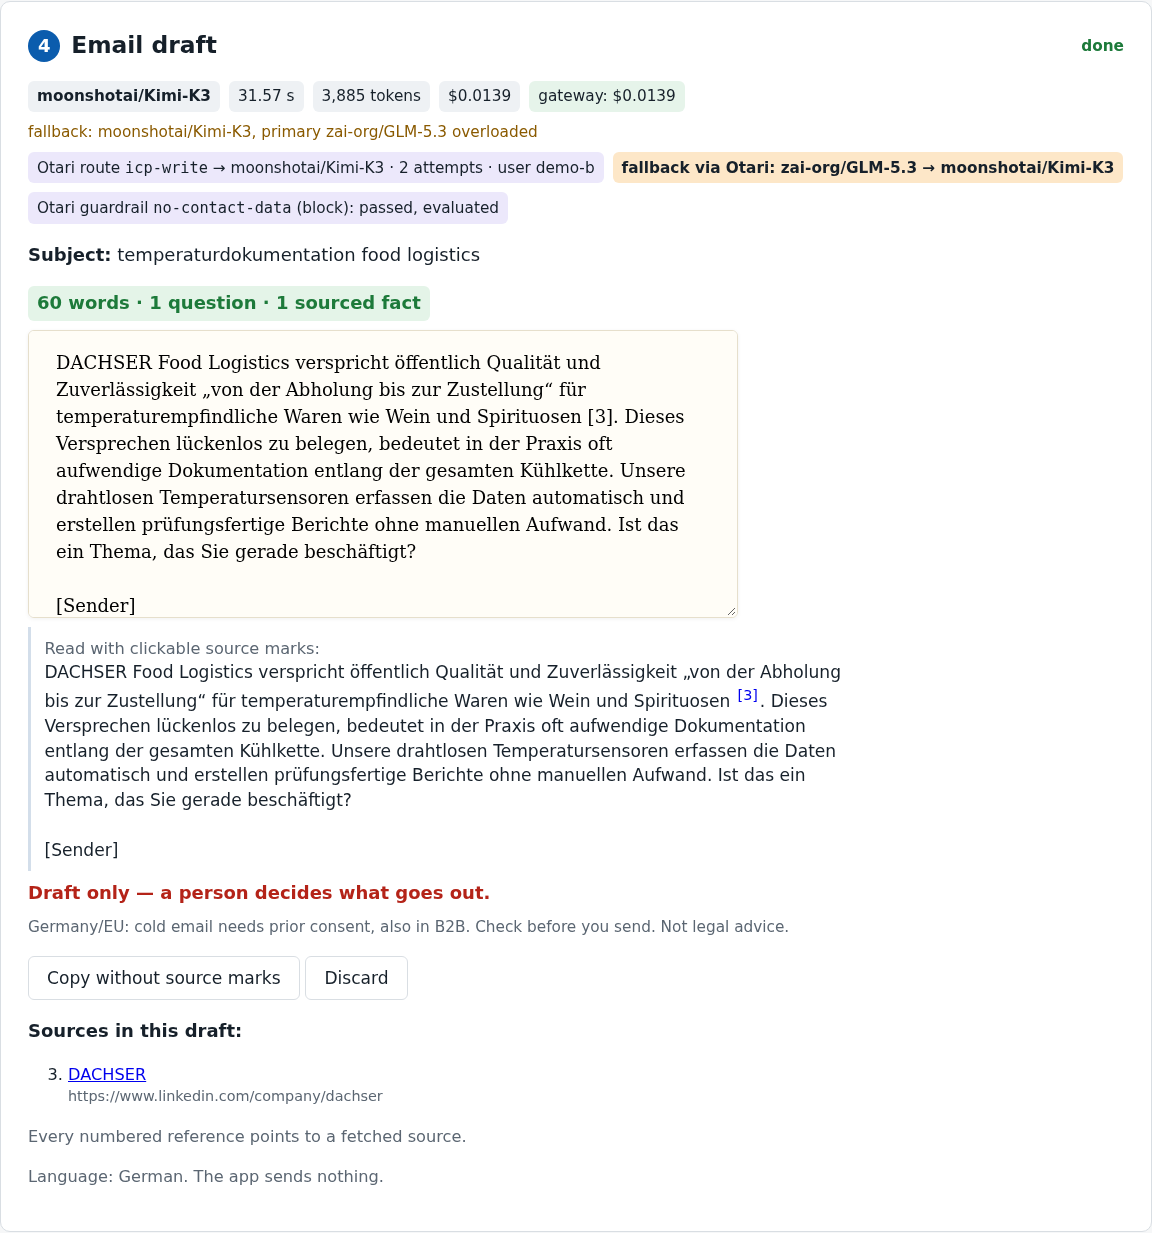 4 Email draft done
moonshotai/Kimi-K3 31.57 s 3,885 tokens $0.0139 gateway: $0.0139
fallback: moonshotai/Kimi-K3, primary zai-org/GLM-5.3 overloaded
Otari route icp-write → moonshotai/Kimi-K3 · 2 attempts · user demo-b fallback via Otari: zai-org/GLM-5.3 → moonshotai/Kimi-K3
Otari guardrail no-contact-data (block): passed, evaluated
Subject: temperaturdokumentation food logistics
60 words · 1 question · 1 sourced fact
DACHSER Food Logistics verspricht öffentlich Qualität und
Zuverlässigkeit „von der Abholung bis zur Zustellung“ für
temperaturempfindliche Waren wie Wein und Spirituosen [3]. Dieses
Versprechen lückenlos zu belegen, bedeutet in der Praxis oft
aufwendige Dokumentation entlang der gesamten Kühlkette. Unsere
drahtlosen Temperatursensoren erfassen die Daten automatisch und
erstellen prüfungsfertige Berichte ohne manuellen Aufwand. Ist das
ein Thema, das Sie gerade beschäftigt?
[Sender]
Read with clickable source marks:
DACHSER Food Logistics verspricht öffentlich Qualität und Zuverlässigkeit „von der Abholung
bis zur Zustellung“ für temperaturempfindliche Waren wie Wein und Spirituosen [3]. Dieses
Versprechen lückenlos zu belegen, bedeutet in der Praxis oft aufwendige Dokumentation
entlang der gesamten Kühlkette. Unsere drahtlosen Temperatursensoren erfassen die Daten
automatisch und erstellen prüfungsfertige Berichte ohne manuellen Aufwand. Ist das ein
Thema, das Sie gerade beschäftigt?
[Sender]
Draft only — a person decides what goes out.
Germany/EU: cold email needs prior consent, also in B2B. Check before you send. Not legal advice.
Copy without source marks Discard
Sources in this draft:
3. DACHSER
https://www.linkedin.com/company/dachser
Every numbered reference points to a fetched source.
Language: German. The app sends nothing.